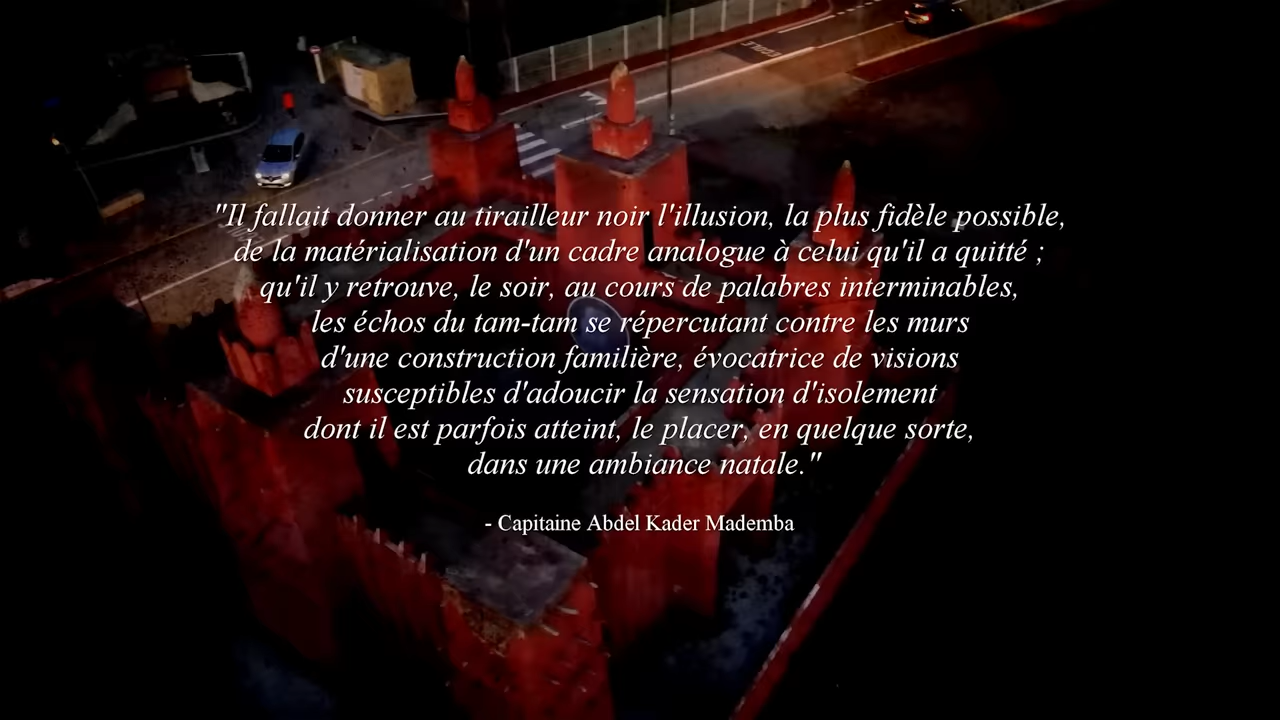 ECOLE
"Il fallait donner au tirailleur noir l'illusion, la plus fidèle possible,
de la matérialisation d'un cadre analogue à celui qu'il a quitté ;
qu'il y retrouve, le soir, au cours de palabres interminables,
les échos du tam-tam se répercutant contre les murs
d'une construction familière, évocatrice de visions
susceptibles d'adoucir la sensation d'isolement
dont il est parfois atteint, le placer, en quelque sorte,
dans une ambiance natale."
- Capitaine Abdel Kader Mademba